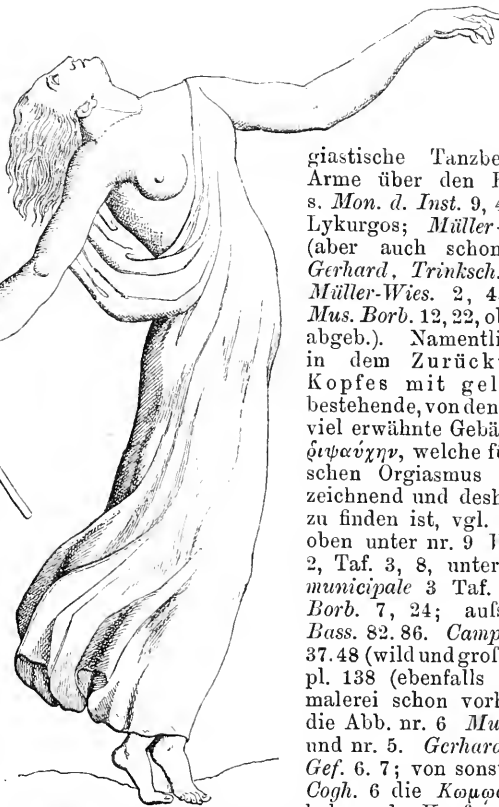 giastische Tanzbe
Arme über den
s. Mon. d. Inst. 9,
Lykurgos; Müller-
(aber auch schon
Gerhard, Trinksch.
Müller-Wies. 2, 4
Mus. Borb. 12, 22,
abgeb.). Namentli
in dem Zurück
Kopfes mit gel
bestehende, von den
viel erwähnte Gebä
ῥιψαύχην, welche f
schen Orgiasmus
zeichnend und desh
zu finden ist, vgl.
oben unter nr. 9
2, Taf. 3, 8, unter
municipale 3 Taf.
Borb. 7, 24; aufs
Bass. 82. 86. Camp
37. 48 (wild und grof
pl. 138 (ebenfalls
malerei schon vorh
die Abb. nr. 6 Mu
und nr. 5. Gerhard
Gef. 6. 7; von sons
Cogh. 6 die Κωμῳ